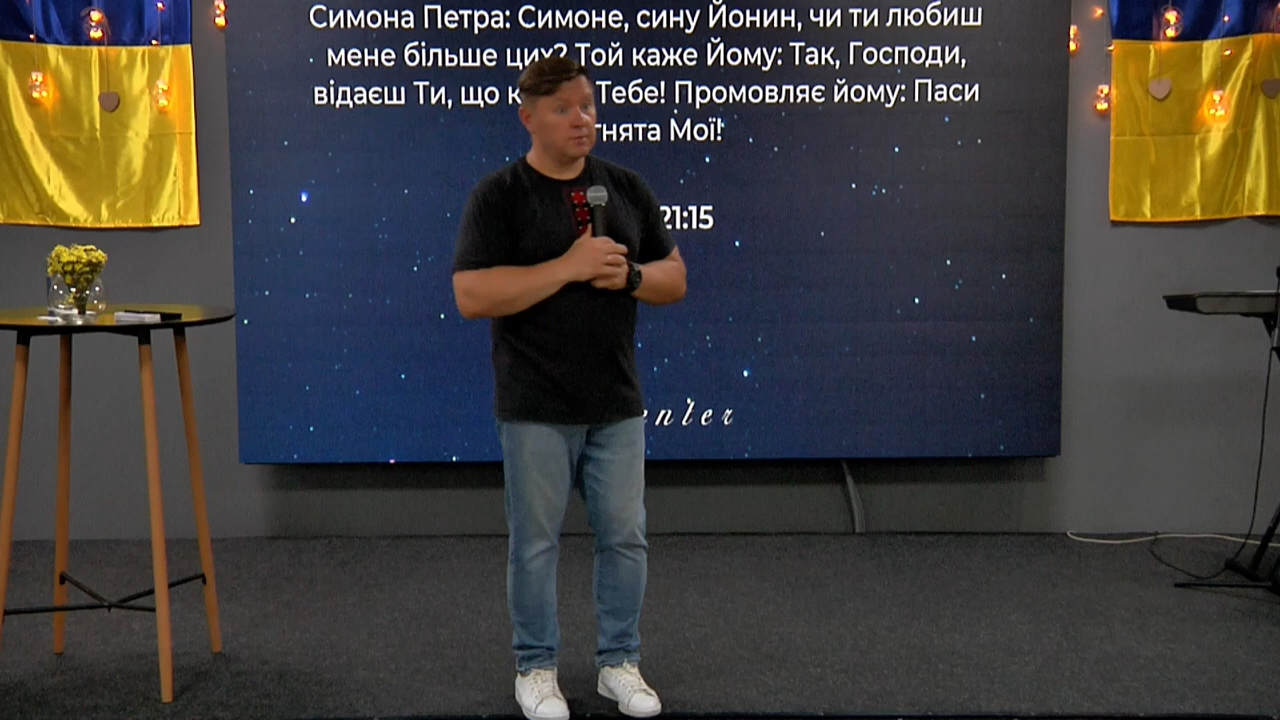 Симона Петра: Симоне, сину Йонин, чи ти любиш
мене більше цих? Той каже Йому: Так, Господи,
відаєш Ти, що Тебе! Промовляє йому: Паси
Мої!
21:15